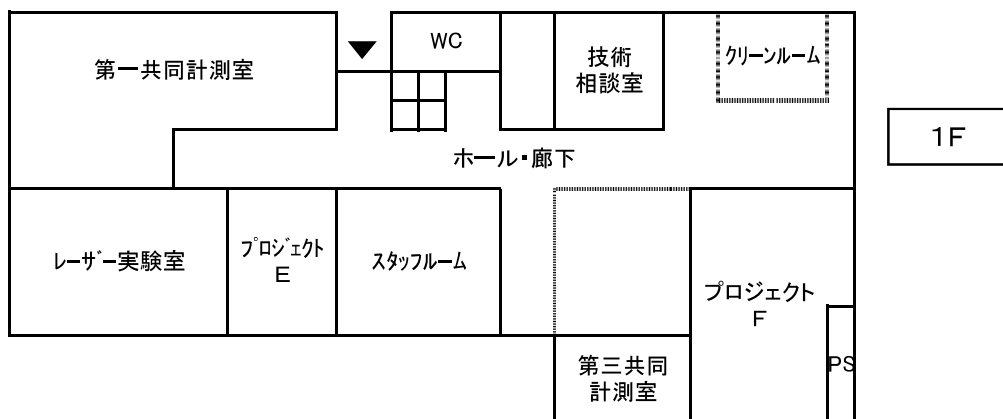 第一共同計測室
WC
技術
相談室
クリーンルーム
1F
ホール・廊下
レーザー実験室
プロジェクト
E
スタッフルーム
プロジェクト
F
第三共同
計測室
PS